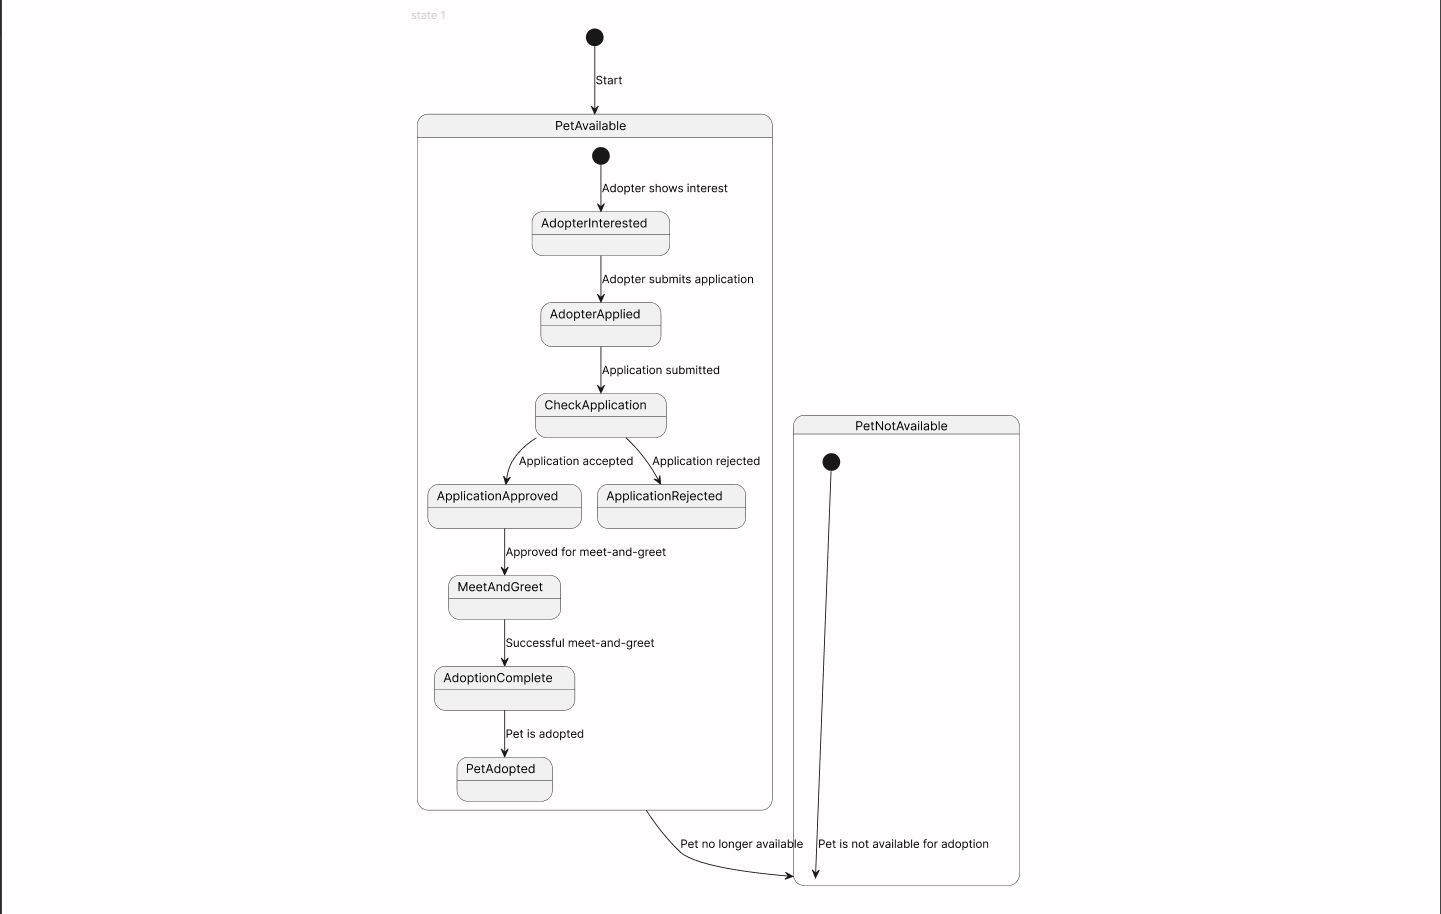 state 1
Start
PetAvailable
Adopter shows interest
AdopterInterested
Adopter submits application
AdopterApplied
Application submitted
CheckApplication
Application accepted
Application rejected
ApplicationApproved
ApplicationRejected
Approved for meet-and-greet
MeetAndGreet
Successful meet-and-greet
AdoptionComplete
Pet is adopted
PetAdopted
PetNotAvailable
Pet no longer available
Pet is not available for adoption